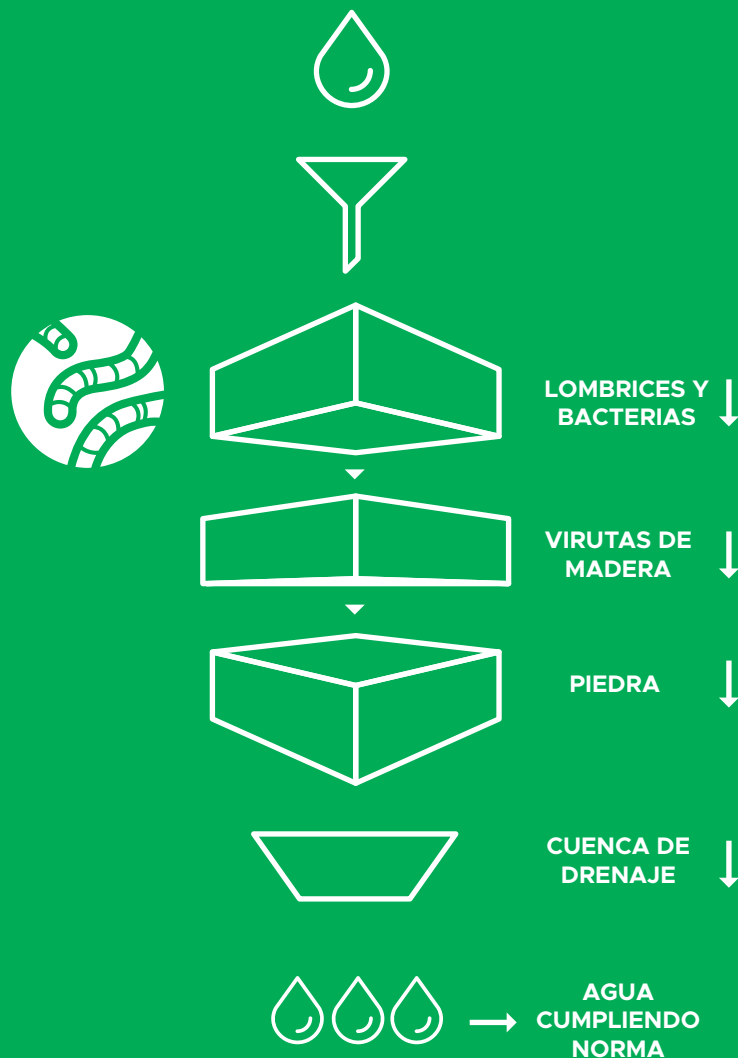 LOMBRICES Y
BACTERIAS
VIRUTAS DE
MADERA
PIEDRA
CUENCA DE
DRENAJE
AGUA
CUMPLIENDO
NORMA